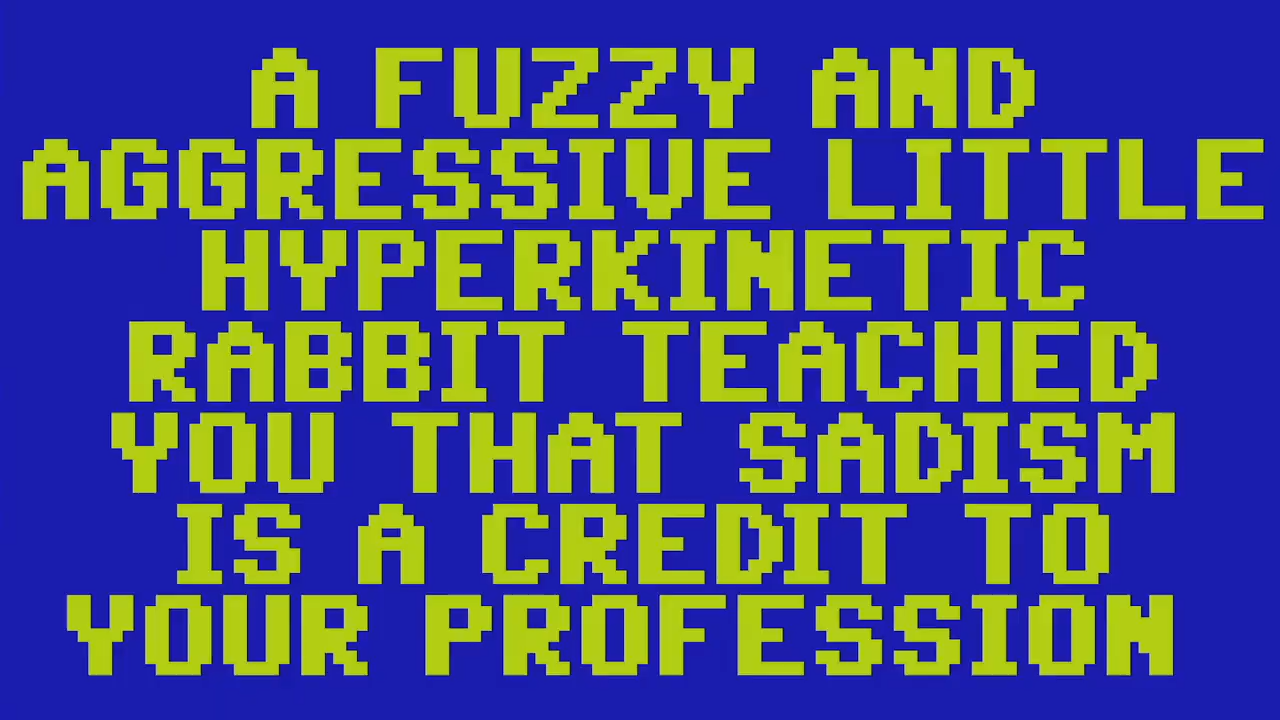 A FUZZY AND
AGGRESSIVE LITTLE
HYPERKINETIC
RABBIT TEACHED
YOU THAT SADISM
IS A CREDIT TO
YOUR PROFESSION